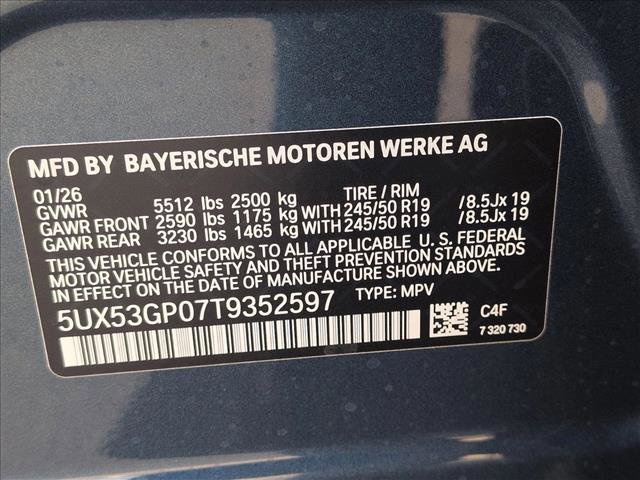 MFD BY BAYERISCHE MOTOREN WERKE AG
01/26 TIRE / RIM
GVWR 5512 lbs 2500 kg
GAWR FRONT 2590 lbs 1175 kg WITH 245/50 R19 /8.5Jx 19
GAWR REAR 3230 lbs 1465 kg WITH 245/50 R19 /8.5Jx 19
THIS VEHICLE CONFORMS TO ALL APPLICABLE U. S. FEDERAL
MOTOR VEHICLE SAFETY AND THEFT PREVENTION STANDARDS
IN EFFECT ON THE DATE OF MANUFACTURE SHOWN ABOVE.
5UX53GP07T9352597 TYPE: MPV
C4F
7 320 730